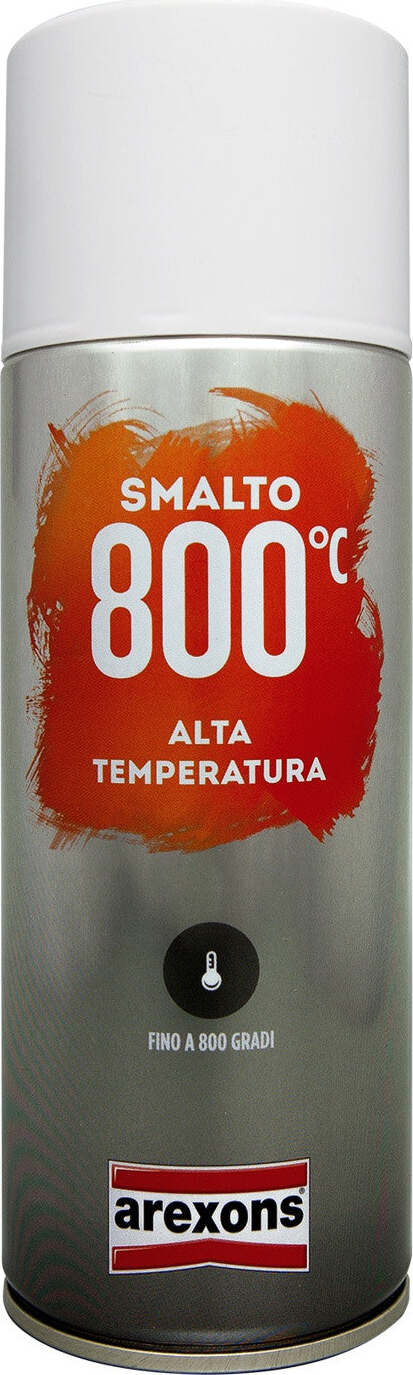 SMALTO
800°C
ALTA
TEMPERATURA
FINO A 800 GRADI
arexons®